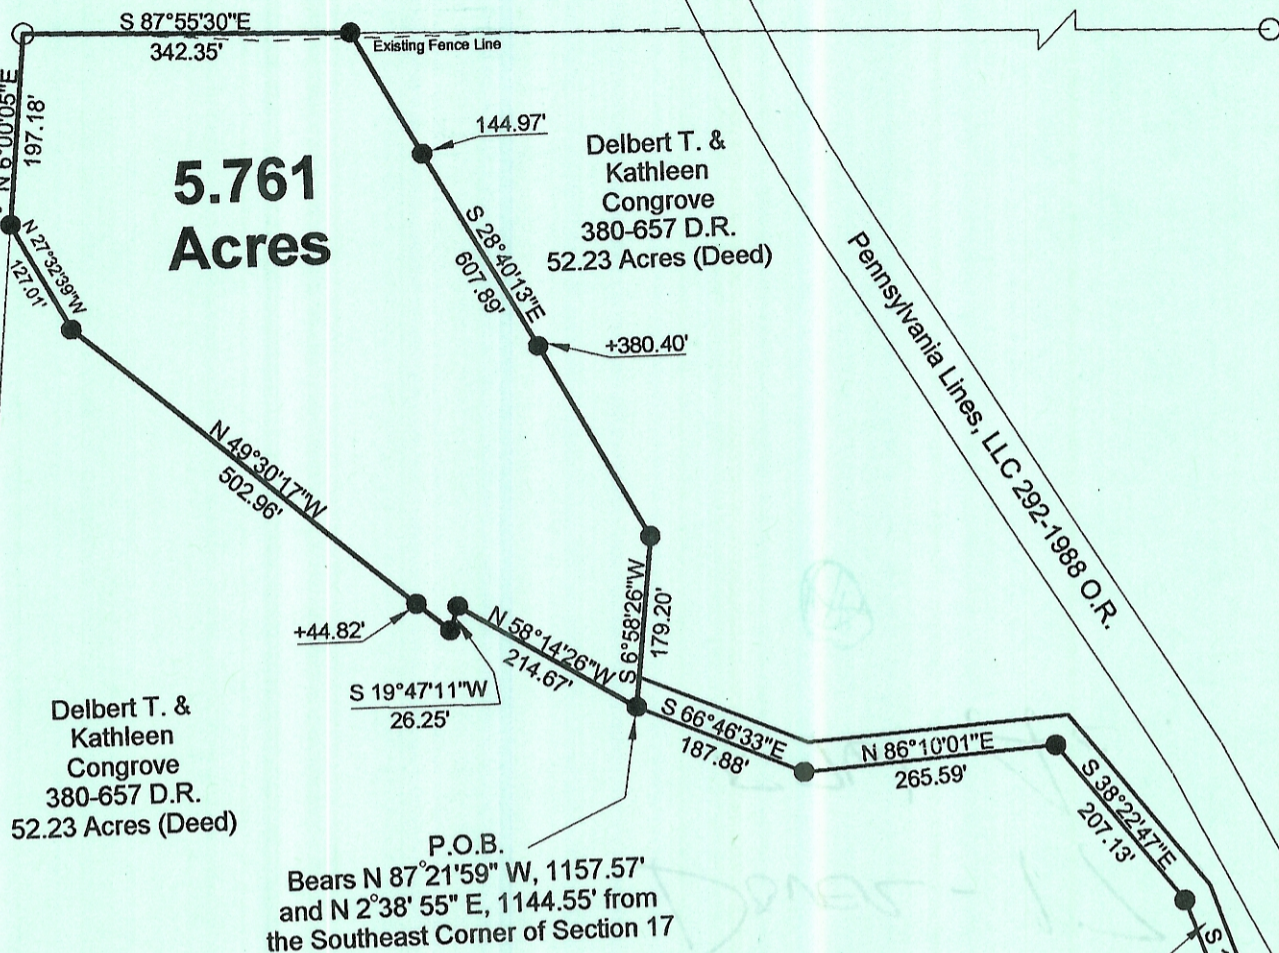 S 87°55'30"E
342.35'
Existing Fence Line
N 6°00'05"E
197.18'
5.761
Acres
144.97'
Delbert T. &
Kathleen
Congrove
380-657 D.R.
52.23 Acres (Deed)
S 28°40'13"E
607.89'
N 27°32'39"W
127.01'
+380.40'
Pennsylvania Lines, LLC 292-1988 O.R.
N 49°30'17"W
502.96'
+44.82'
N 58°14'26"W
214.67'
S 6°58'26"W
179.20'
S 19°47'11"W
26.25'
S 66°46'33"E
187.88'
N 86°10'01"E
265.59'
S 38°22'47"E
207.13'
Delbert T. &
Kathleen
Congrove
380-657 D.R.
52.23 Acres (Deed)
P.O.B.
Bears N 87°21'59" W, 1157.57'
and N 2°38' 55" E, 1144.55' from
the Southeast Corner of Section 17